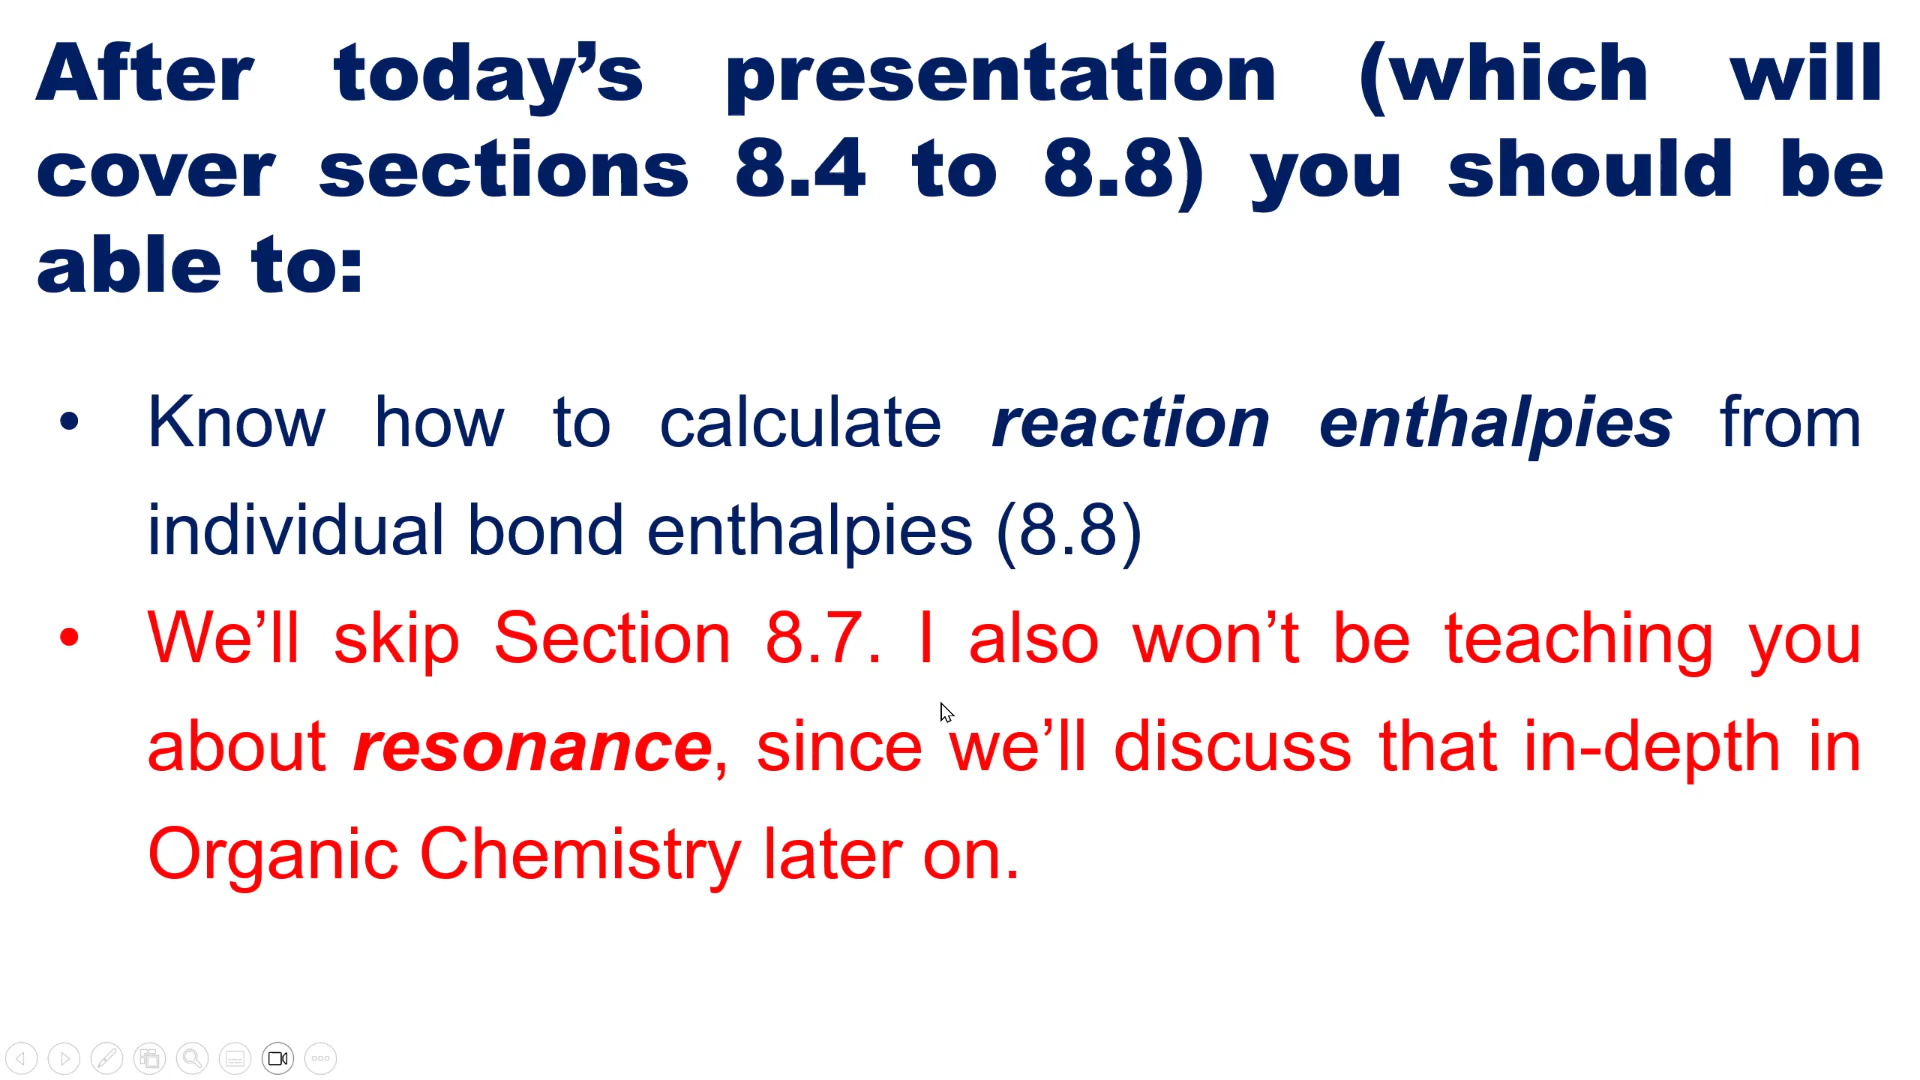 After today’s presentation (which will
cover sections 8.4 to 8.8) you should be
able to:
• Know how to calculate reaction enthalpies from
individual bond enthalpies (8.8)
• We’ll skip Section 8.7. I also won’t be teaching you
about resonance, since we’ll discuss that in-depth in
Organic Chemistry later on.